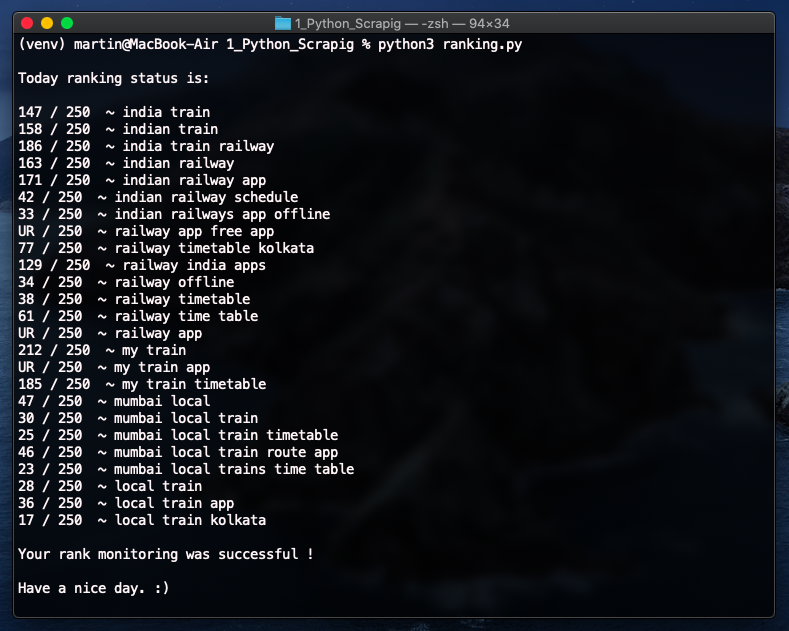 1_Python_Scrapig — -zsh — 94×34
(venv) martin@MacBook-Air 1_Python_Scrapig % python3 ranking.py
Today ranking status is:
147 / 250  ~ india train
158 / 250  ~ indian train
186 / 250  ~ india train railway
163 / 250  ~ indian railway
171 / 250  ~ indian railway app
42 / 250  ~ indian railway schedule
33 / 250  ~ indian railways app offline
UR / 250  ~ railway app free app
77 / 250  ~ railway timetable kolkata
129 / 250  ~ railway india apps
34 / 250  ~ railway offline
38 / 250  ~ railway timetable
61 / 250  ~ railway time table
UR / 250  ~ railway app
212 / 250  ~ my train
UR / 250  ~ my train app
185 / 250  ~ my train timetable
47 / 250  ~ mumbai local
30 / 250  ~ mumbai local train
25 / 250  ~ mumbai local train timetable
46 / 250  ~ mumbai local train route app
23 / 250  ~ mumbai local trains time table
28 / 250  ~ local train
36 / 250  ~ local train app
17 / 250  ~ local train kolkata
Your rank monitoring was successful !
Have a nice day. :)